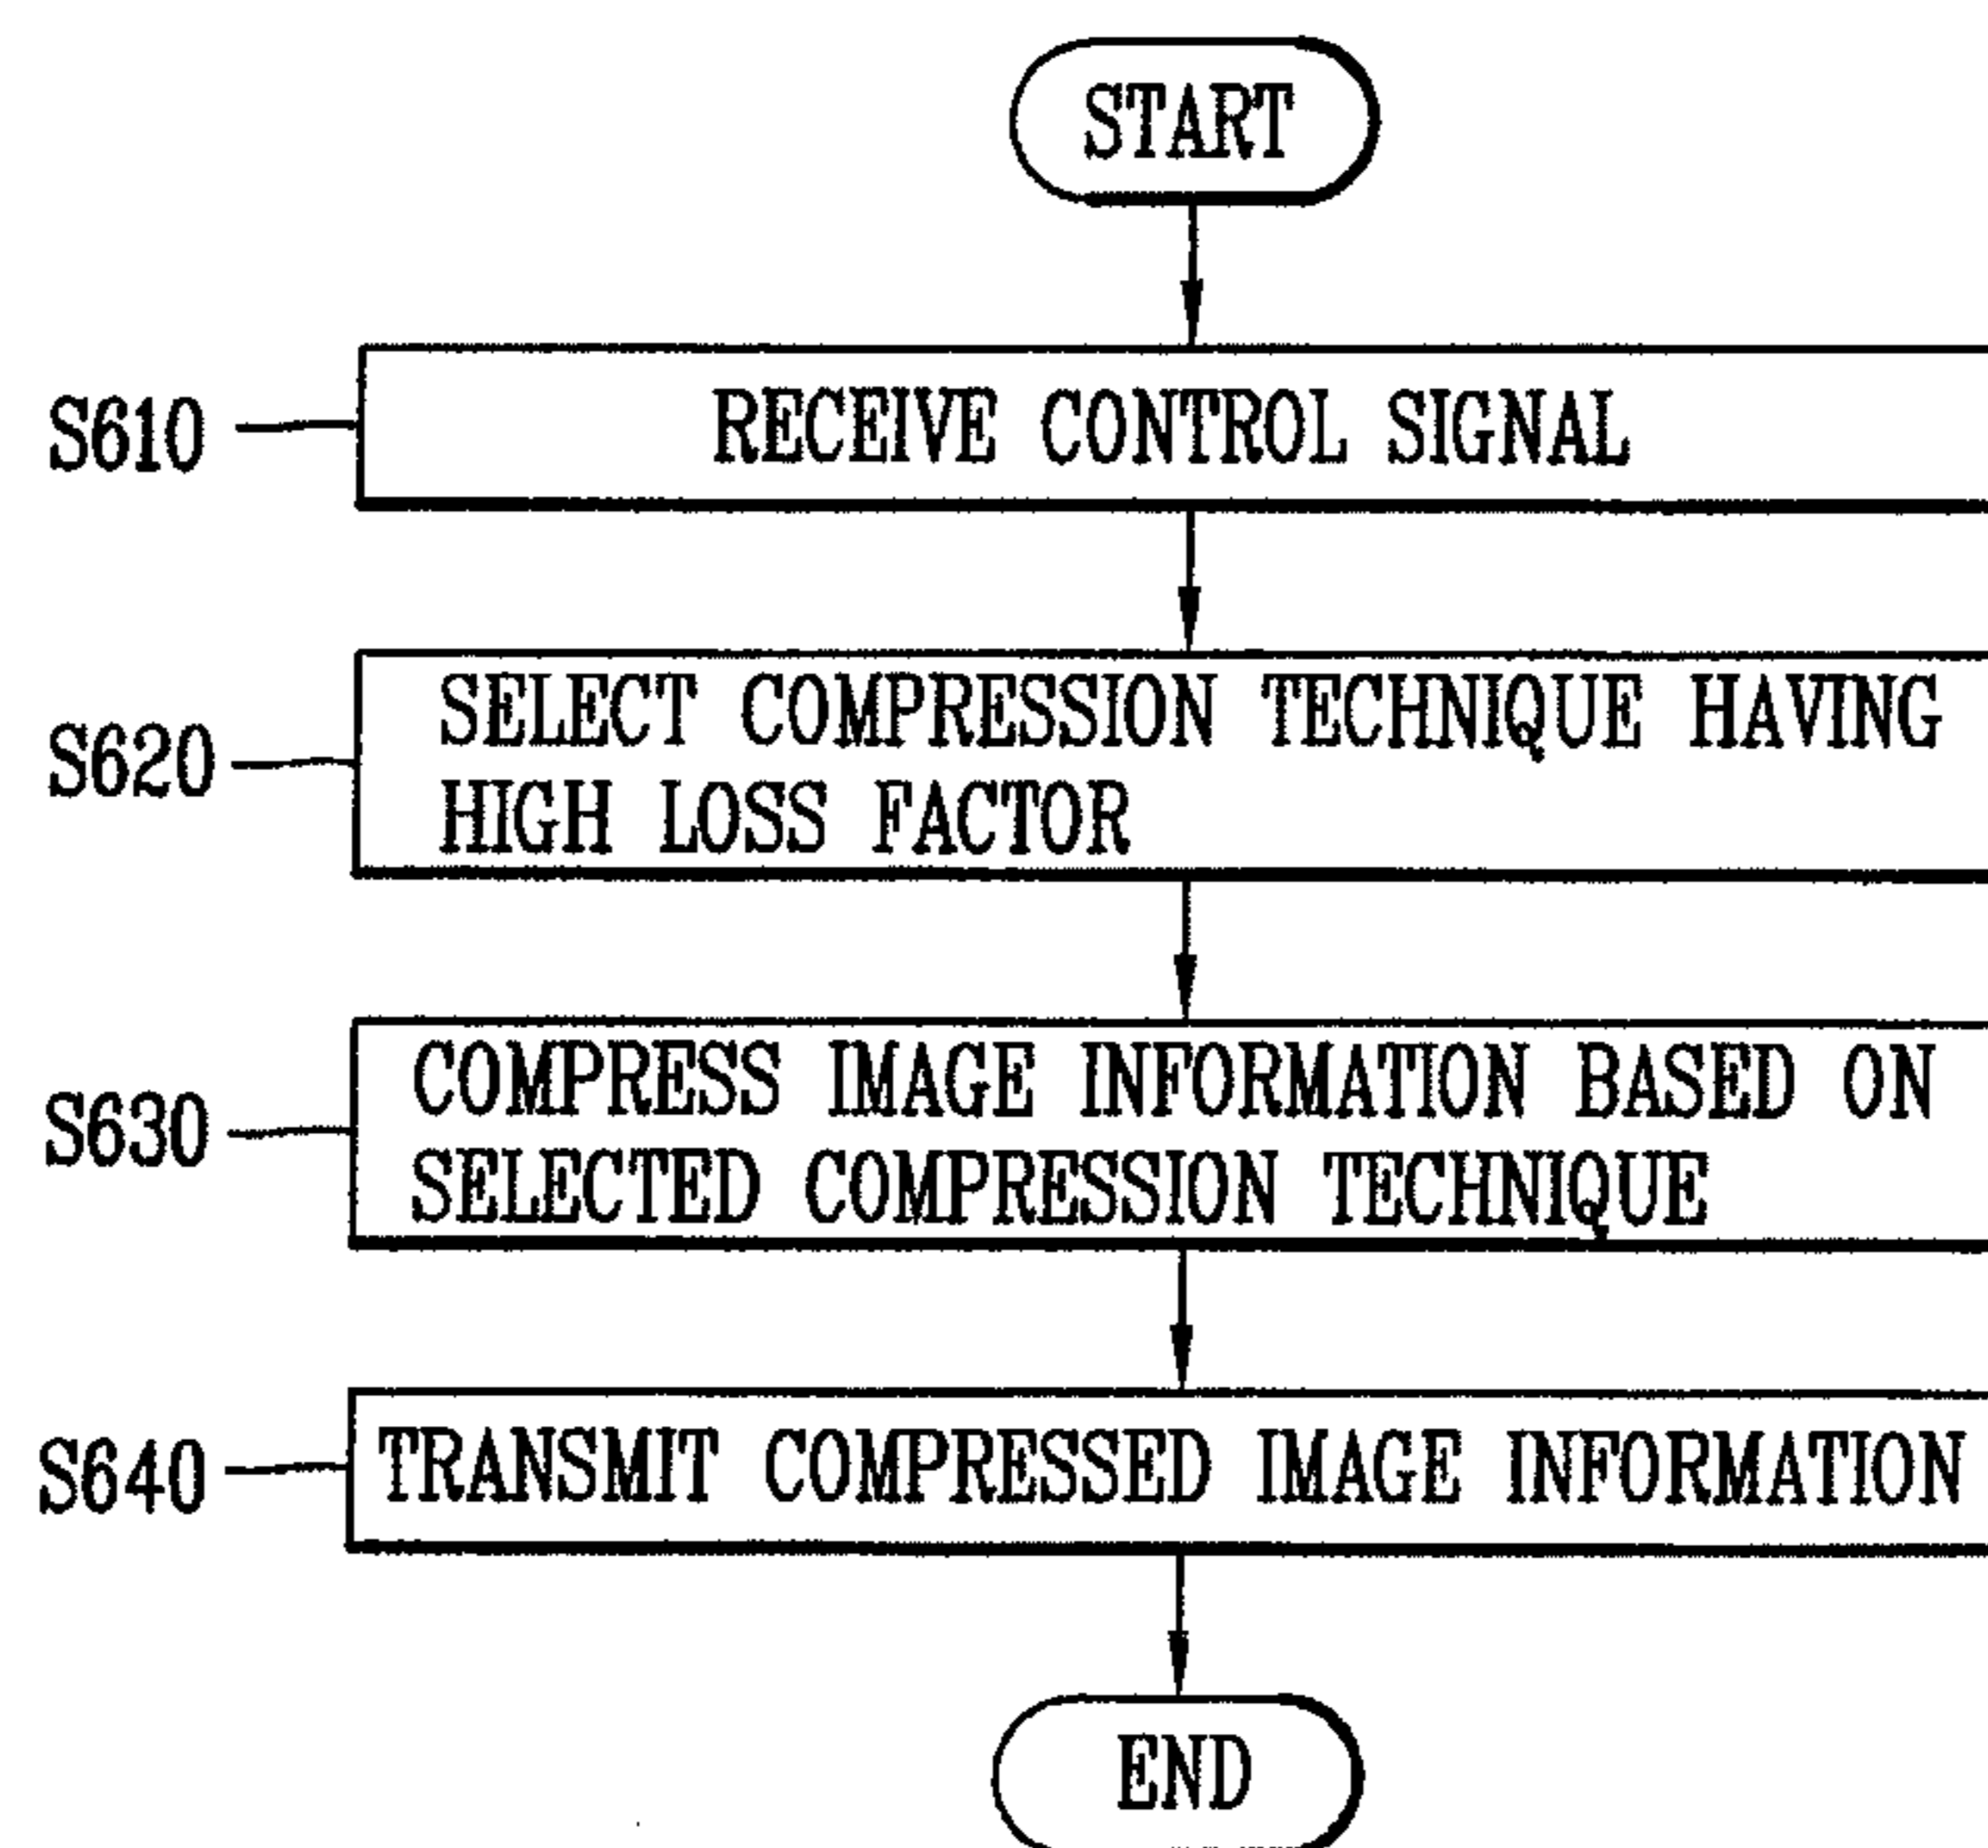 START
S610
RECEIVE CONTROL SIGNAL
S620
SELECT COMPRESSION TECHNIQUE HAVING
HIGH LOSS FACTOR
S630
COMPRESS IMAGE INFORMATION BASED ON
SELECTED COMPRESSION TECHNIQUE
S640
TRANSMIT COMPRESSED IMAGE INFORMATION
END